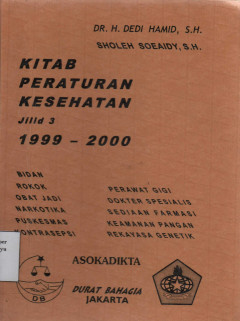 DR. H. DEDI HAMID, S.H.
SHOLEH SOEAIDY, S.H.
KITAB
PERATURAN
KESEHATAN
Jilid 3
1999 - 2000
BIDAN
ROKOK
OBAT JADI
NARKOTIKA
PUSKESMAS
KONTRASEPSI
PERAWAT GIGI
DOKTER SPESIALIS
SEDIAAN FARMASI
KEAMANAN PANGAN
REKAYASA GENETIK
ASOKADIKTA
DB
DURAT BAHAGIA
JAKARTA